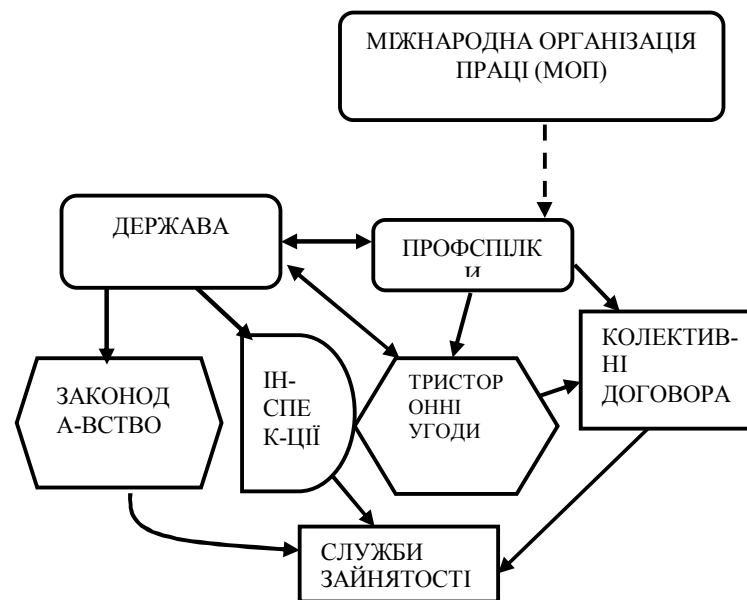 МІЖНАРОДНА ОРГАНІЗАЦІЯ
ПРАЦІ (МОП)
ДЕРЖАВА
ПРОФСПІЛК
И
ЗАКОНОД
А-ВСТВО
ІН-
СПЕ
К-ЦІЇ
ТРИСТОР
ОННІ
УГОДИ
КОЛЕКТИВ-
НІ
ДОГОВОРА
СЛУЖБИ
ЗАЙНЯТОСТІ